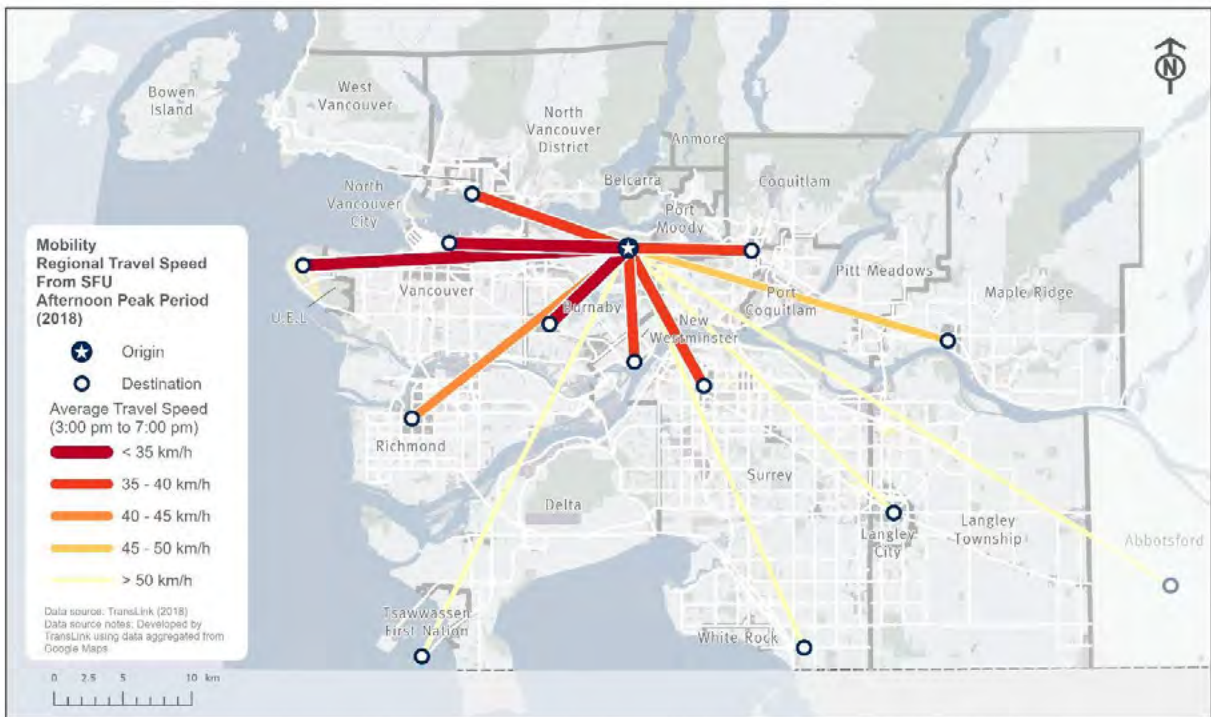 Bowen
Island
West
Vancouver
North
Vancouver
District
Anmore
N
Belcarra
Coquitlam
North
Vancouver
City
Port
Moody
Pitt Meadows
Maple Ridge
Vancouver
Burnaby
Port
Coquitlam
U.E.L
New
Westminster
Richmond
Surrey
Delta
Langley
City
Langley
Township
Abbotsford
Tsawwassen
First Nation
White Rock
Mobility
Regional Travel Speed
From SFU
Afternoon Peak Period
(2018)
Origin
Destination
Average Travel Speed
(3:00 pm to 7:00 pm)
< 35 km/h
35 - 40 km/h
40 - 45 km/h
45 - 50 km/h
> 50 km/h
Data source: TransLink (2018)
Data source notes: Developed by
TransLink using data aggregated from
Google Maps
0 2.5 5 10 km